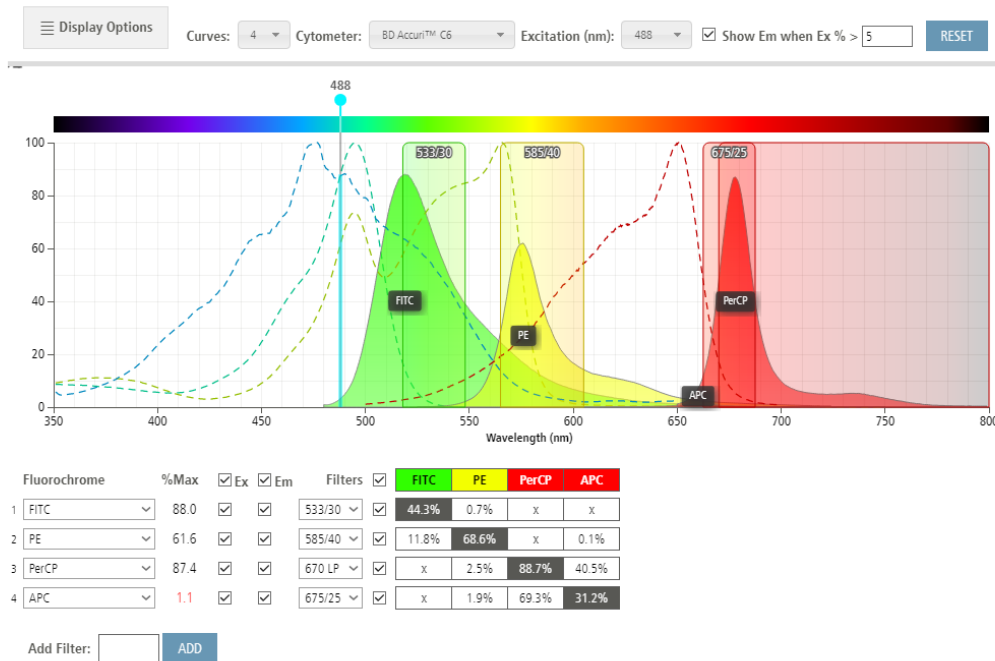 Display Options
Curves: 4 Cytometer: BD Accuri™ C6 Excitation (nm): 488 Show Em when Ex % > 5 RESET
488
100 533/30 585/40 675/25
80
60
40 FITC PerCP
PE
20
APC
0
350 400 450 500 550 600 650 700 750 800
Wavelength (nm)
Fluorochrome %Max Ex Em Filters FITC PE PerCP APC
1 FITC 88.0 533/30 44.3% 0.7% x x
2 PE 61.6 585/40 11.8% 68.6% x 0.1%
3 PerCP 87.4 670 LP x 2.5% 88.7% 40.5%
4 APC 1.1 675/25 x 1.9% 69.3% 31.2%
Add Filter: ADD